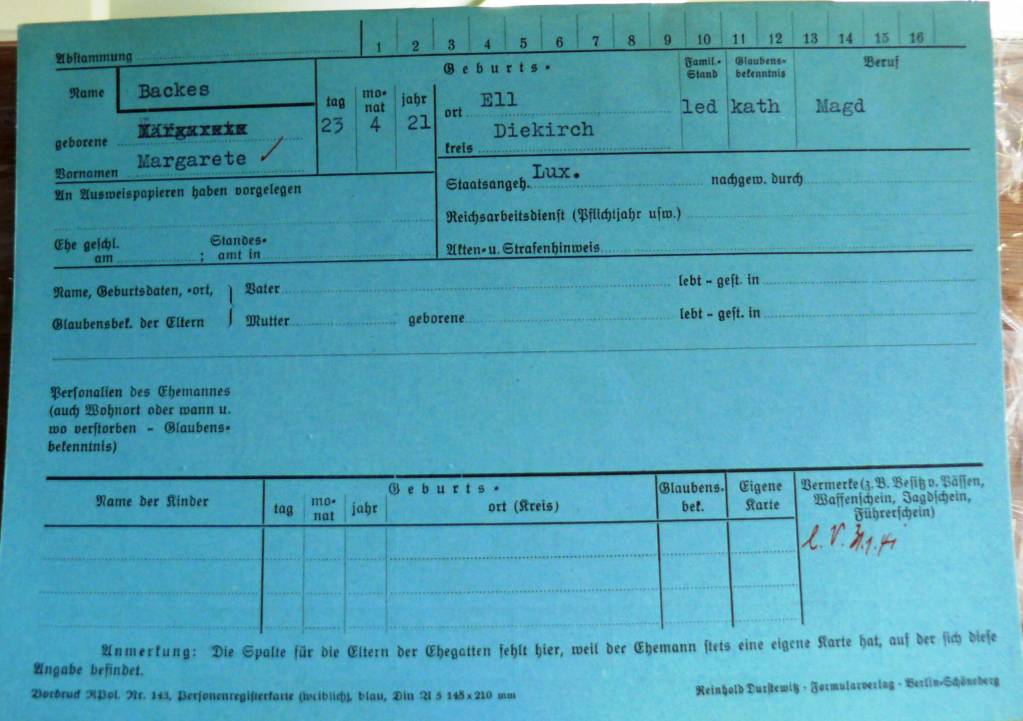 Abstammung 1 2 3 4 5 6 7 8 9 10 11 12 13 14 15 16
Name Backes
geborene
Vornamen Margarete ✓
Geburts-
tag monat jahr
23 4 21
ort Ell
kreis Diekirch
Famil.-
Stand
led
Glaubens-
bekenntnis
kath
Beruf
Magd
An Ausweispapieren haben vorgelegen
Staatsangeh. Lux. nachgew. durch
Reichsarbeitsdienst (Pflichtjahr usw.)
Ehe geschl. Standes-
am ; amt in
Akten- u. Strafenhinweis
Name, Geburtsdaten, -ort, Vater lebt - gest. in
Glaubensbek. der Eltern Mutter geborene lebt - gest. in
Personalien des Ehemannes
(auch Wohnort oder wann u.
wo verstorben - Glaubens-
bekenntnis)
Name der Kinder
Geburts-
tag mo-
nat jahr ort (Kreis)
Glaubens-
bek.
Eigene
Karte
Vermerke (z. B. Besitz v. Pässen,
Waffenschein, Jagdschein,
Führerschein)
Anmerkung: Die Spalte für die Eltern der Ehegatten fehlt hier, weil der Ehemann stets eine eigene Karte hat, auf der sich diese
Angabe befindet.
Vordruck RPol. Nr. 143, Personenregisterkarte (weiblich), blau, Din A 5 148 x 210 mm
Reinhold Durstewitz · Formularverlag · Berlin-Schöneberg